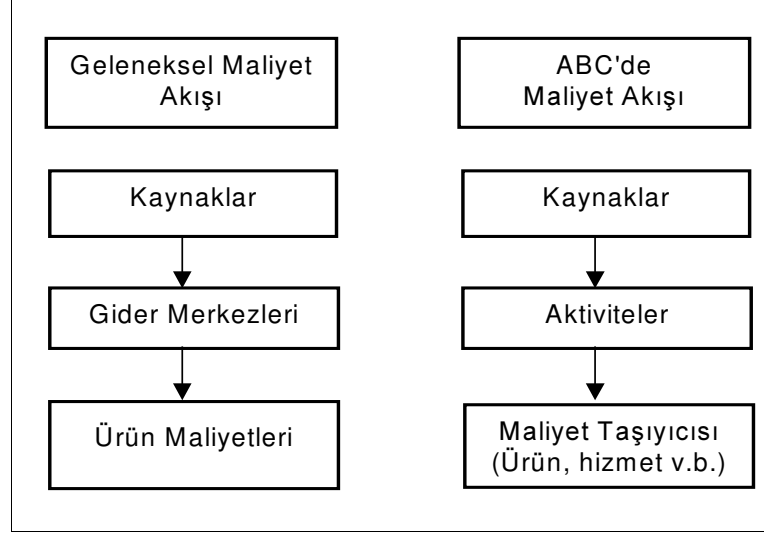 Geleneksel Maliyet
Akışı
Kaynaklar
Gider Merkezleri
Ürün Maliyetleri
ABC'de
Maliyet Akışı
Kaynaklar
Aktiviteler
Maliyet Taşıyıcısı
(Ürün, hizmet v.b.)